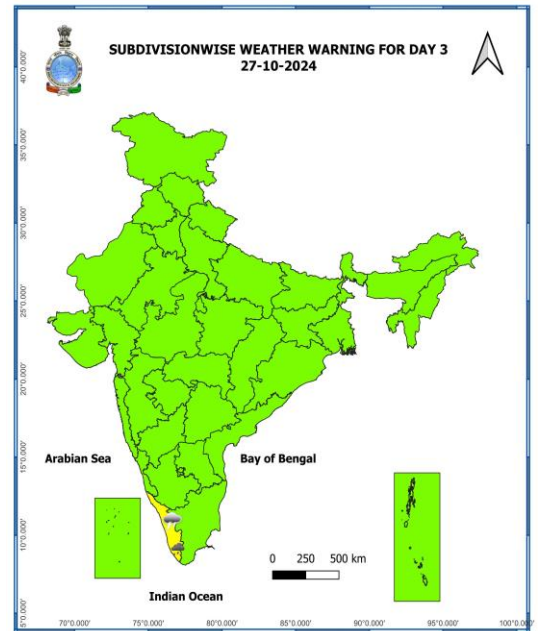 SUBDIVISIONWISE WEATHER WARNING FOR DAY 3
27-10-2024
40°0.000'
35°0.000'
30°0.000'
25°0.000'
20°0.000'
15°0.000'
10°0.000'
5°0.000'
Arabian Sea
Bay of Bengal
0 250 500 km
Indian Ocean
70°0.000' 75°0.000' 80°0.000' 85°0.000' 90°0.000' 95°0.000' 100°0.000'